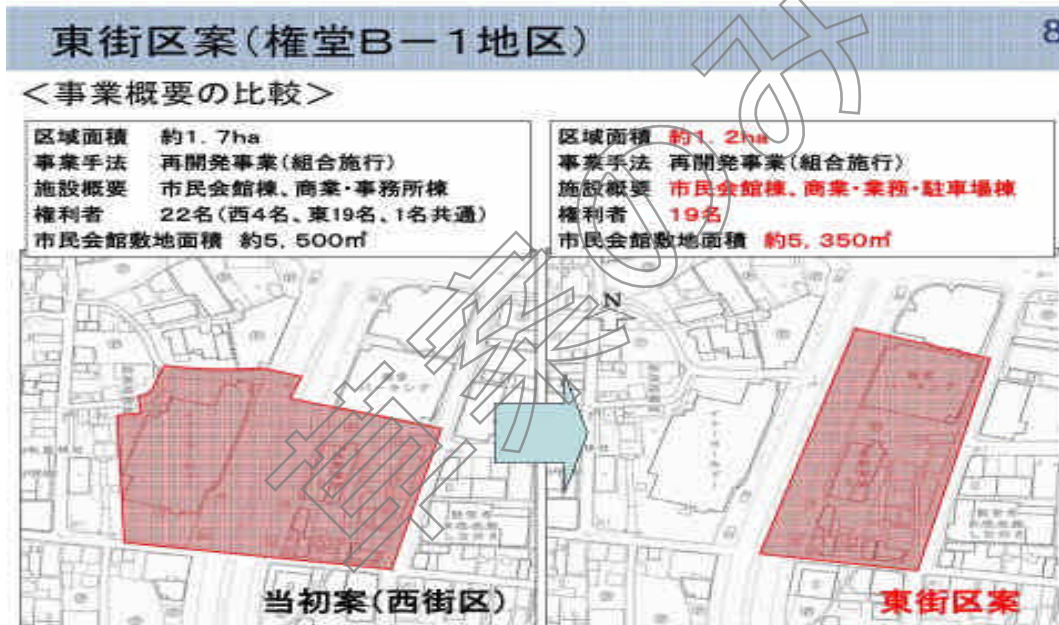 東街区案(権堂B-1地区)
8
<事業概要の比較>
区域面積 約1.7ha
事業手法 再開発事業(組合施行)
施設概要 市民会館棟、商業・事務所棟
権利者 22名(西4名、東19名、1名共通)
市民会館敷地面積 約5,500㎡
区域面積 約1.2ha
事業手法 再開発事業(組合施行)
施設概要 市民会館棟、商業・業務・駐車場棟
権利者 19名
市民会館敷地面積 約5,350㎡
N
当初案(西街区)
東街区案